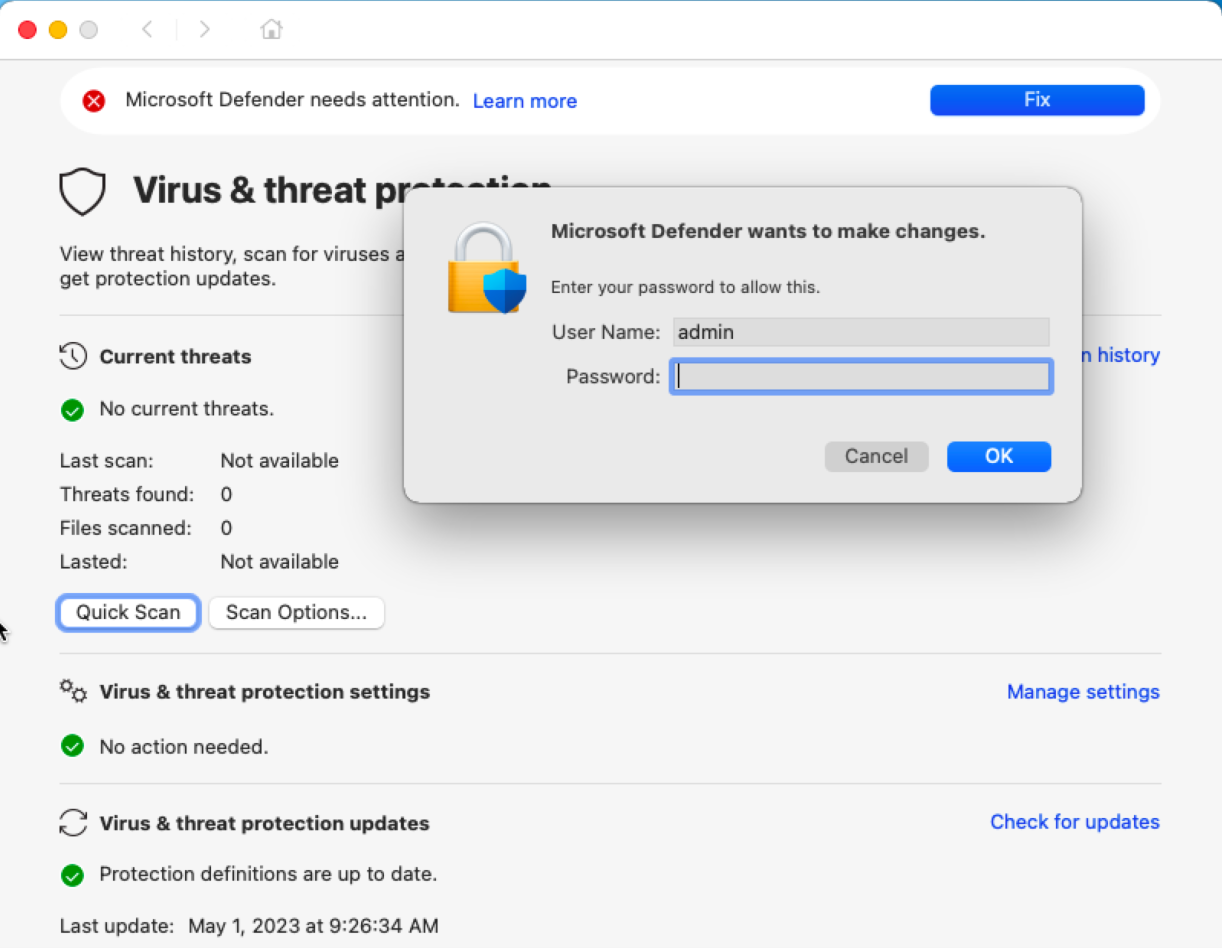 Microsoft Defender needs attention. Learn more
Fix
Virus & threat protection
View threat history, scan for viruses a
get protection updates.
Microsoft Defender wants to make changes.
Enter your password to allow this.
User Name: admin
Password:
Cancel
OK
Current threats
n history
No current threats.
Last scan: Not available
Threats found: 0
Files scanned: 0
Lasted: Not available
Quick Scan
Scan Options...
Virus & threat protection settings
Manage settings
No action needed.
Virus & threat protection updates
Check for updates
Protection definitions are up to date.
Last update: May 1, 2023 at 9:26:34 AM